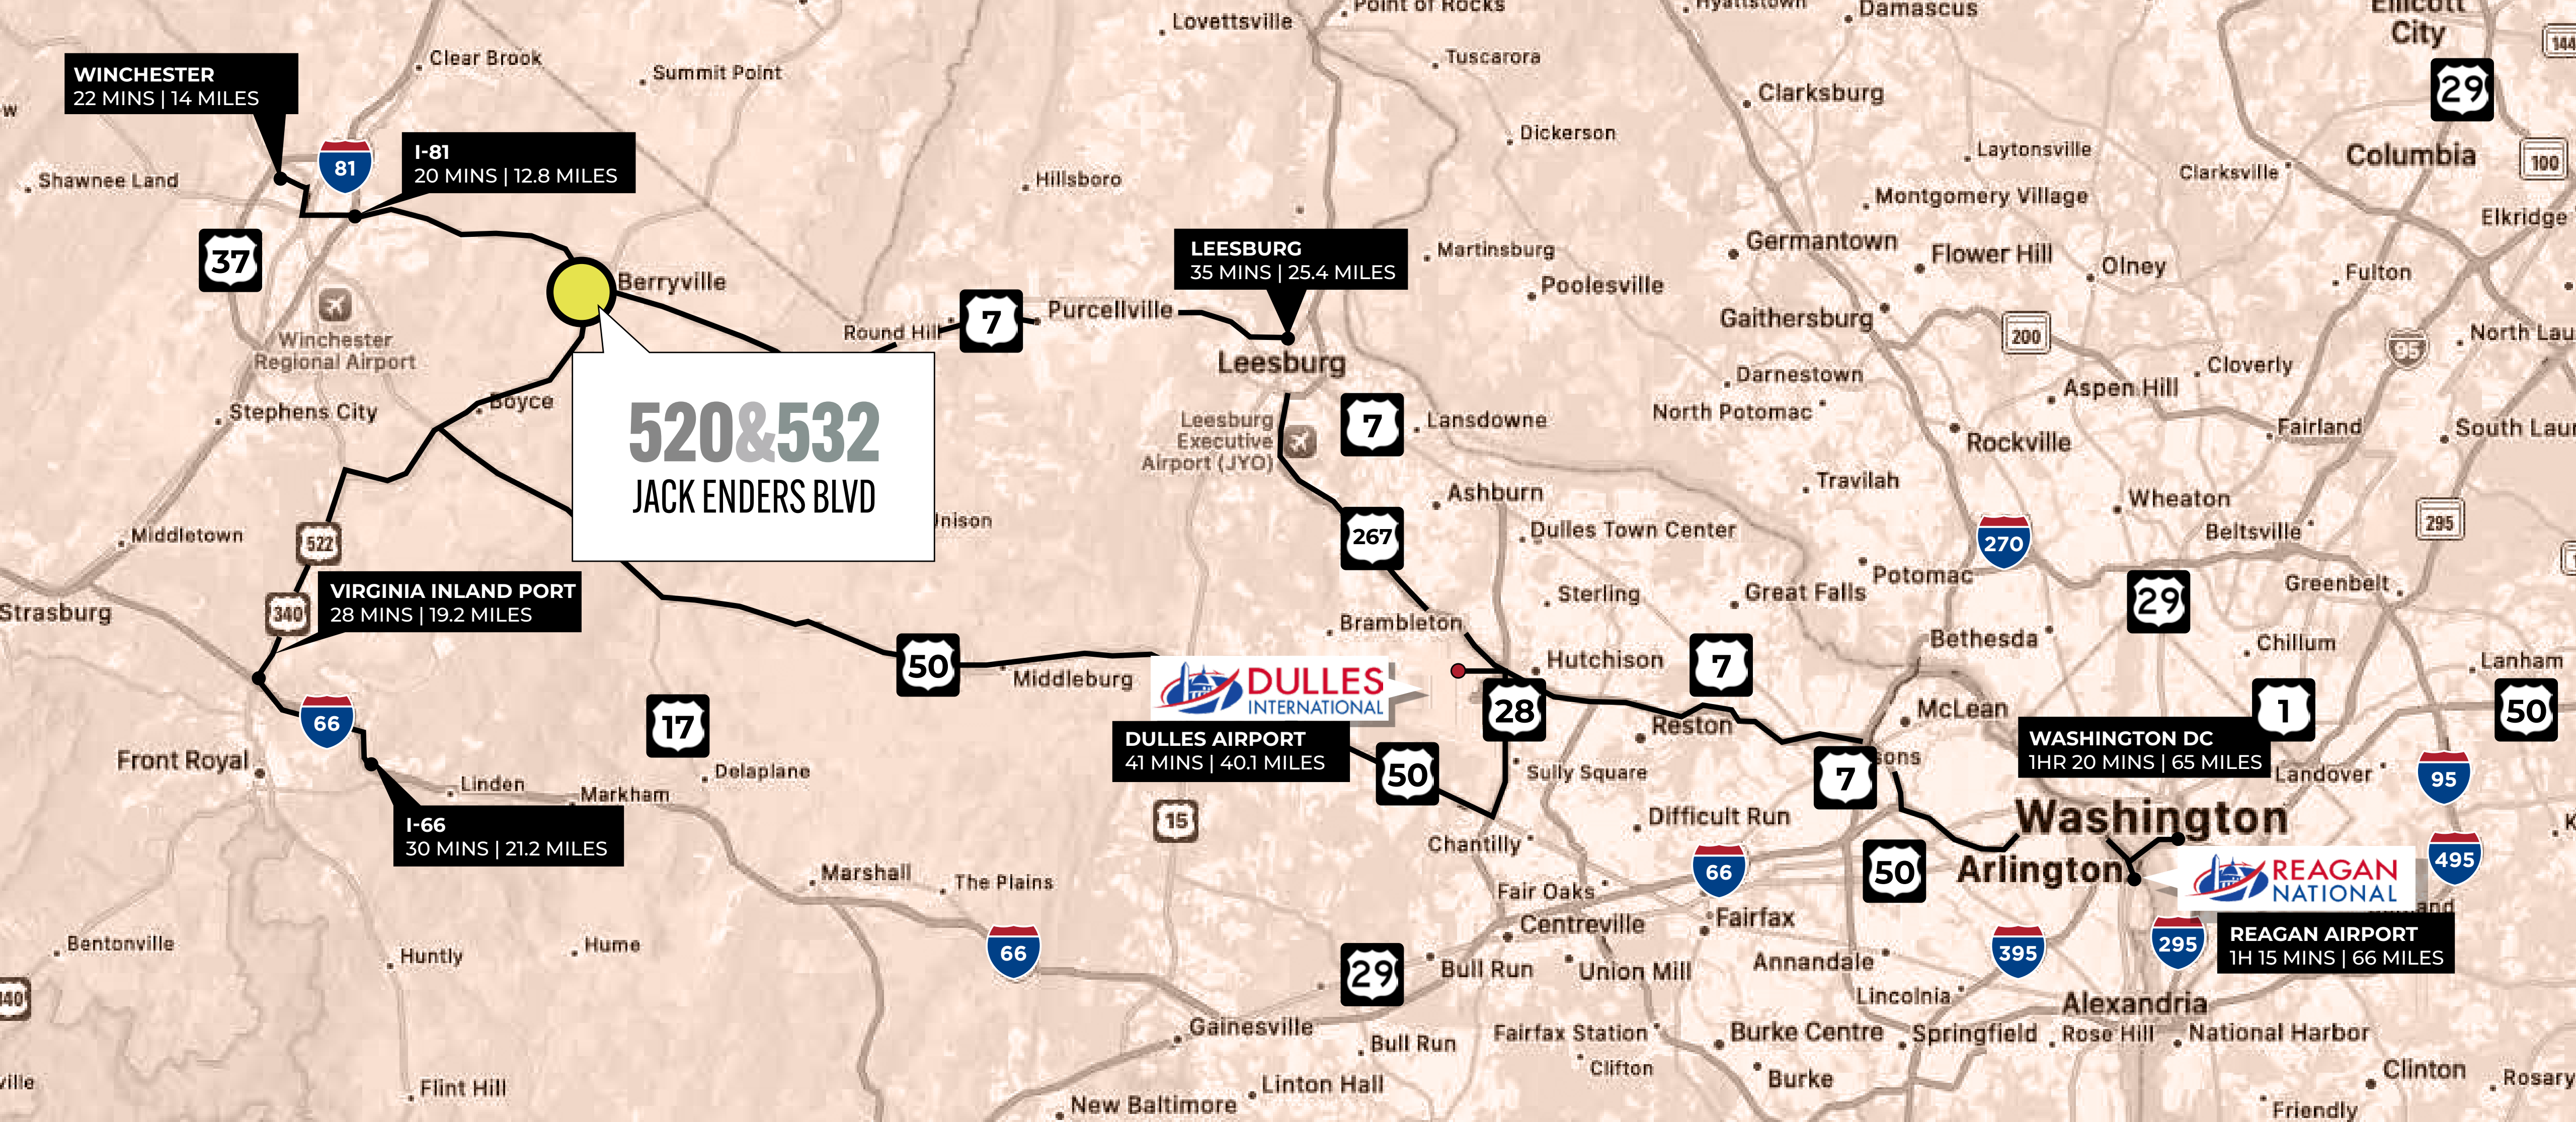 Lovettsville
Point of Rocks
Hyattstown
Damascus
Ellicott
City
144
29
Clear Brook
Summit Point
Tuscarora
WINCHESTER
22 MINS | 14 MILES
Clarksburg
Dickerson
Laytonsville
Columbia
100
I-81
20 MINS | 12.8 MILES
81
Shawnee Land
Hillsboro
Clarksville
Montgomery Village
Elkridge
37
LEESBURG
35 MINS | 25.4 MILES
Martinsburg
Germantown
Flower Hill
Olney
Fulton
Berryville
Poolesville
Round Hill
7
Purcellville
Gaithersburg
200
95
North Lau
Winchester
Regional Airport
Leesburg
Darnestown
Aspen Hill
Cloverly
Stephens City
Boyce
520&532
JACK ENDERS BLVD
Leesburg
Executive
Airport (JYO)
7
Lansdowne
North Potomac
Rockville
Fairland
South Laur
Travilah
Ashburn
Wheaton
Middletown
522
267
Dulles Town Center
270
Beltsville
295
Strasburg
340
VIRGINIA INLAND PORT
28 MINS | 19.2 MILES
Brambleton
Sterling
Great Falls
Potomac
29
Greenbelt
Bethesda
Chillum
Lanham
50
Middleburg
DULLES
INTERNATIONAL
Hutchison
7
28
66
17
Reston
McLean
1
50
DULLES AIRPORT
41 MINS | 40.1 MILES
50
WASHINGTON DC
1HR 20 MINS | 65 MILES
Front Royal
Linden
Markham
Delaplane
Sully Square
7
sons
Landover
95
I-66
30 MINS | 21.2 MILES
15
Difficult Run
Washington
Chantilly
66
50
Arlington
REAGAN
NATIONAL
495
Marshall
The Plains
Fair Oaks
Centreville
Fairfax
Bentonville
Huntly
Hume
66
29
Bull Run
Union Mill
Annandale
395
295
REAGAN AIRPORT
1H 15 MINS | 66 MILES
Lincolnia
Alexandria
Gainesville
Bull Run
Fairfax Station
Burke Centre
Springfield
Rose Hill
National Harbor
Clifton
Flint Hill
Linton Hall
Burke
Clinton
Rosary
New Baltimore
Friendly